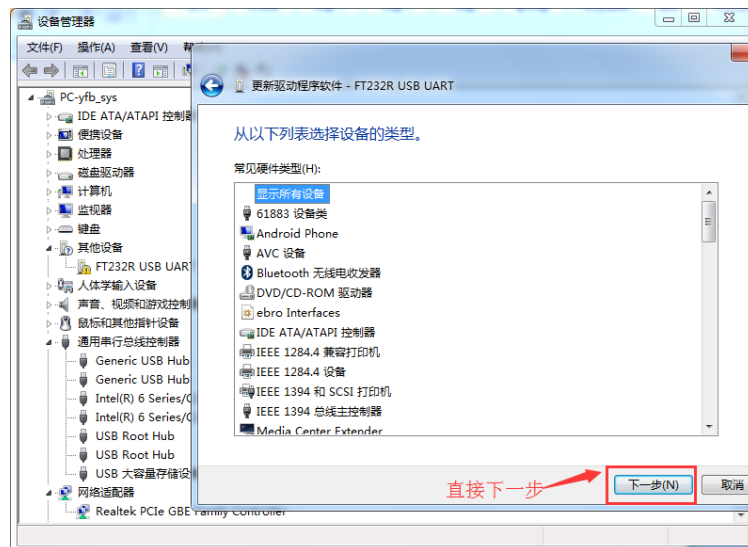 设备管理器
文件(F) 操作(A) 查看(V)
PC-yfb_sys
IDE ATA/ATAPI 控制器
便携设备
处理器
磁盘驱动器
计算机
监视器
键盘
其他设备
FT232R USB UART
人体学输入设备
声音、视频和游戏控制
鼠标和其他指针设备
通用串行总线控制器
Generic USB Hub
Generic USB Hub
Intel(R) 6 Series/C
Intel(R) 6 Series/C
USB Root Hub
USB Root Hub
USB 大容量存储设
网络适配器
Realtek PCIe GBE Family Controller
更新驱动程序软件 - FT232R USB UART
从以下列表选择设备的类型。
常见硬件类型(H):
显示所有设备
61883 设备类
Android Phone
AVC 设备
Bluetooth 无线电收发器
DVD/CD-ROM 驱动器
ebro Interfaces
IDE ATA/ATAPI 控制器
IEEE 1284.4 兼容打印机
IEEE 1284.4 设备
IEEE 1394 和 SCSI 打印机
IEEE 1394 总线主控制器
Media Center Extender
直接下一步
下一步(N)
取消